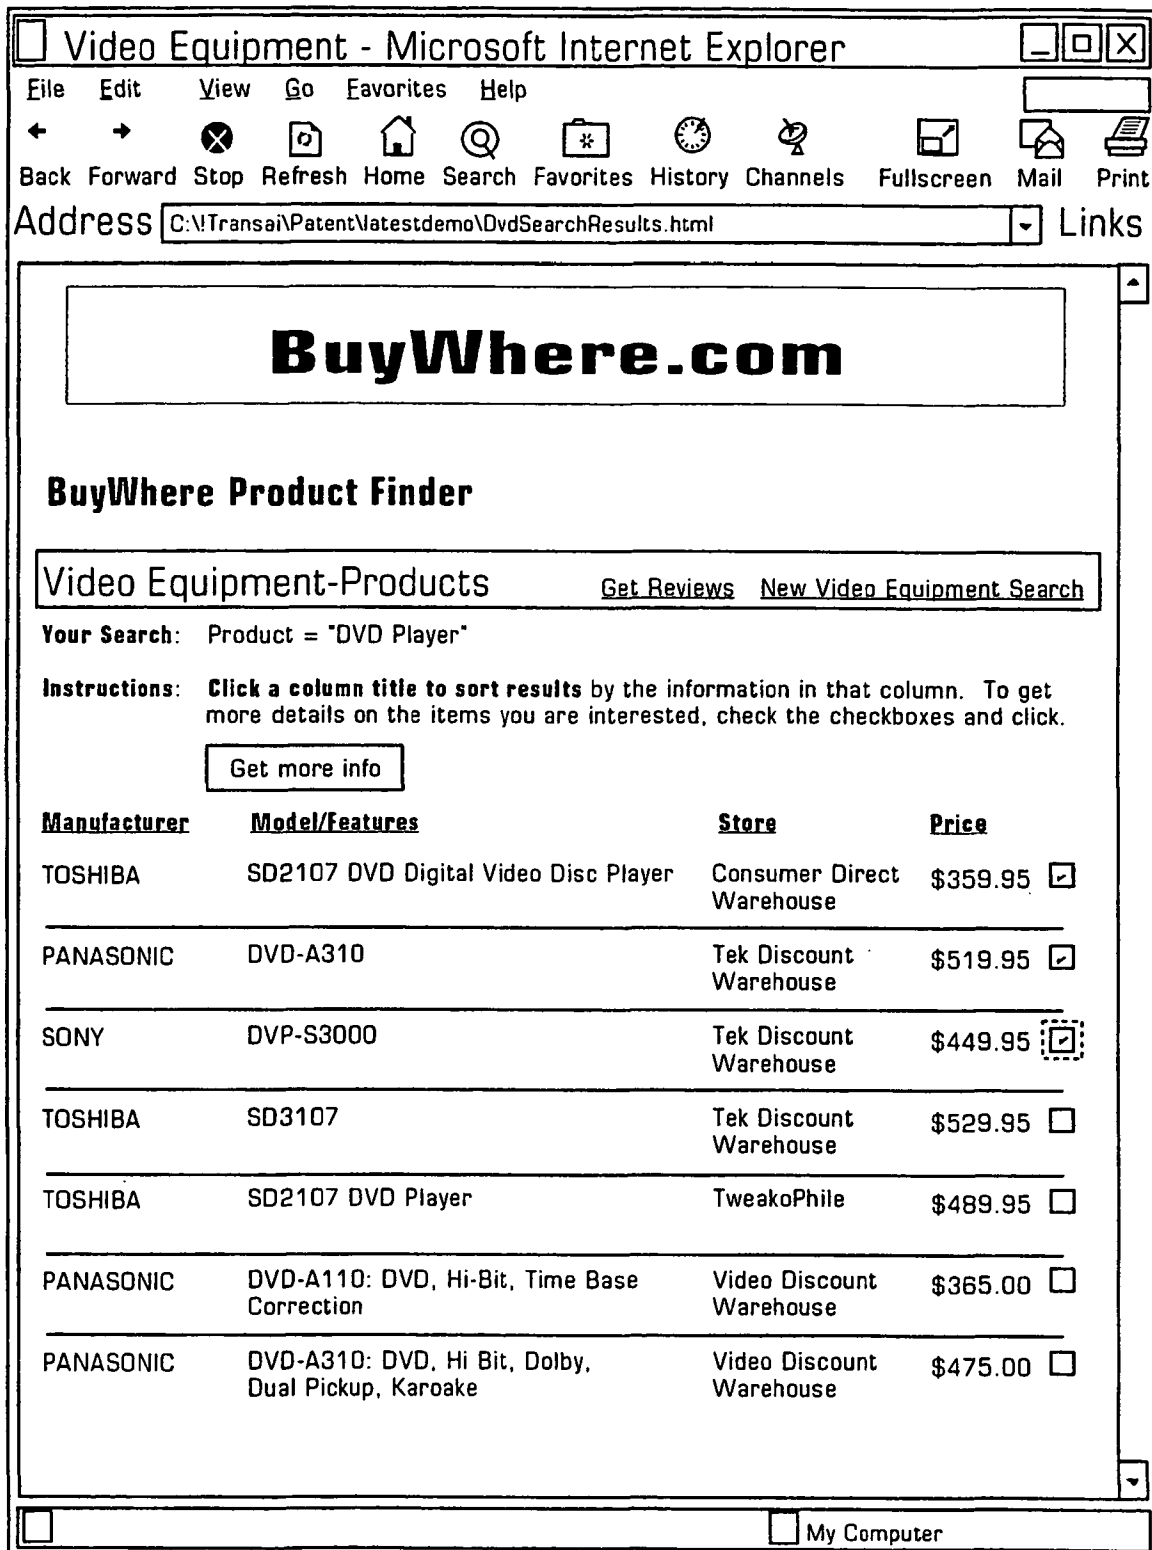 Video Equipment - Microsoft Internet Explorer
File Edit View Go Favorites Help
Back Forward Stop Refresh Home Search Favorites History Channels Fullscreen Mail Print
Address C:\!Transai\Patent\latestdemo\DvdSearchResults.html Links
BuyWhere.com
BuyWhere Product Finder
Video Equipment-Products Get Reviews New Video Equipment Search
Your Search: Product = "DVD Player"
Instructions: Click a column title to sort results by the information in that column. To get
more details on the items you are interested, check the checkboxes and click.
Get more info
Manufacturer Model/Features Store Price
TOSHIBA SD2107 DVD Digital Video Disc Player Consumer Direct $359.95
Warehouse
PANASONIC DVD-A310 Tek Discount $519.95
Warehouse
SONY DVP-S3000 Tek Discount $449.95
Warehouse
TOSHIBA SD3107 Tek Discount $529.95
Warehouse
TOSHIBA SD2107 DVD Player TweakoPhile $489.95
PANASONIC DVD-A110: DVD, Hi-Bit, Time Base Video Discount $365.00
Correction Warehouse
PANASONIC DVD-A310: DVD, Hi Bit, Dolby, Video Discount $475.00
Dual Pickup, Karoake Warehouse
My Computer